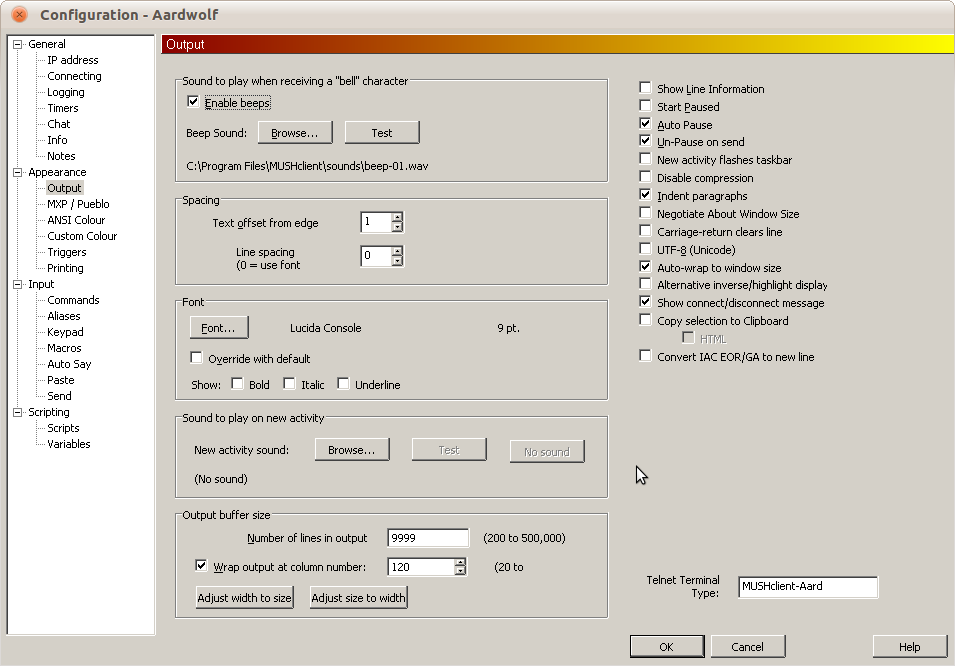 Configuration - Aardwolf
General
IP address
Connecting
Logging
Timers
Chat
Info
Notes
Appearance
Output
MXP / Pueblo
ANSI Colour
Custom Colour
Triggers
Printing
Input
Commands
Aliases
Keypad
Macros
Auto Say
Paste
Send
Scripting
Scripts
Variables
Output
Sound to play when receiving a "bell" character
Enable beeps
Beep Sound: Browse... Test
C:\Program Files\MUSHclient\sounds\beep-01.wav
Spacing
Text offset from edge 1
Line spacing
(0 = use font 0
Font
Font... Lucida Console 9 pt.
Override with default
Show: Bold Italic Underline
Sound to play on new activity
New activity sound: Browse... Test No sound
(No sound)
Output buffer size
Number of lines in output 9999 (200 to 500,000)
Wrap output at column number: 120 (20 to
Adjust width to size Adjust size to width
Show Line Information
Start Paused
Auto Pause
Un-Pause on send
New activity flashes taskbar
Disable compression
Indent paragraphs
Negotiate About Window Size
Carriage-return clears line
UTF-8 (Unicode)
Auto-wrap to window size
Alternative inverse/highlight display
Show connect/disconnect message
Copy selection to Clipboard
HTML
Convert IAC EOR/GA to new line
Telnet Terminal
Type: MUSHclient-Aard
OK Cancel Help